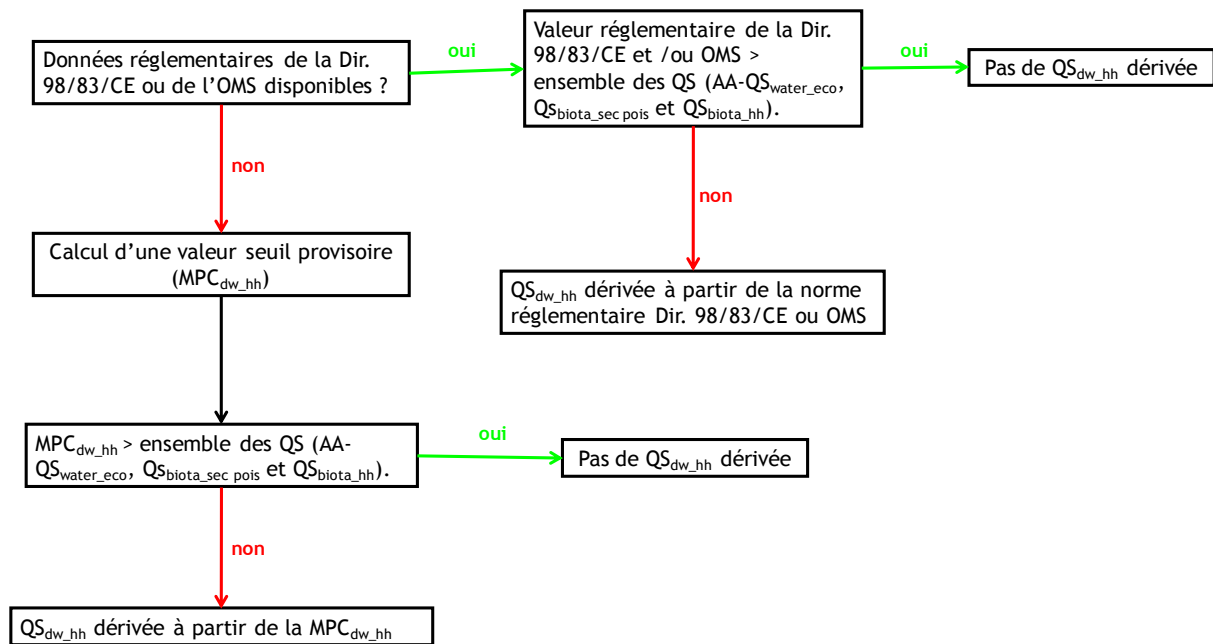 Données réglementaires de la Dir.
98/83/CE ou de l'OMS disponibles ?
oui
Valeur réglementaire de la Dir.
98/83/CE et /ou OMS >
ensemble des QS (AA-QSwater_eco,
Qsbiota_sec pois et QSbiota_hh).
oui
Pas de QSdw_hh dérivée
non
non
Calcul d'une valeur seuil provisoire
(MPCdw_hh)
QSdw_hh dérivée à partir de la norme
réglementaire Dir. 98/83/CE ou OMS
MPCdw_hh > ensemble des QS (AA-
QSwater_eco, Qsbiota_sec pois et QSbiota_hh).
oui
Pas de QSdw_hh dérivée
non
QSdw_hh dérivée à partir de la MPCdw_hh